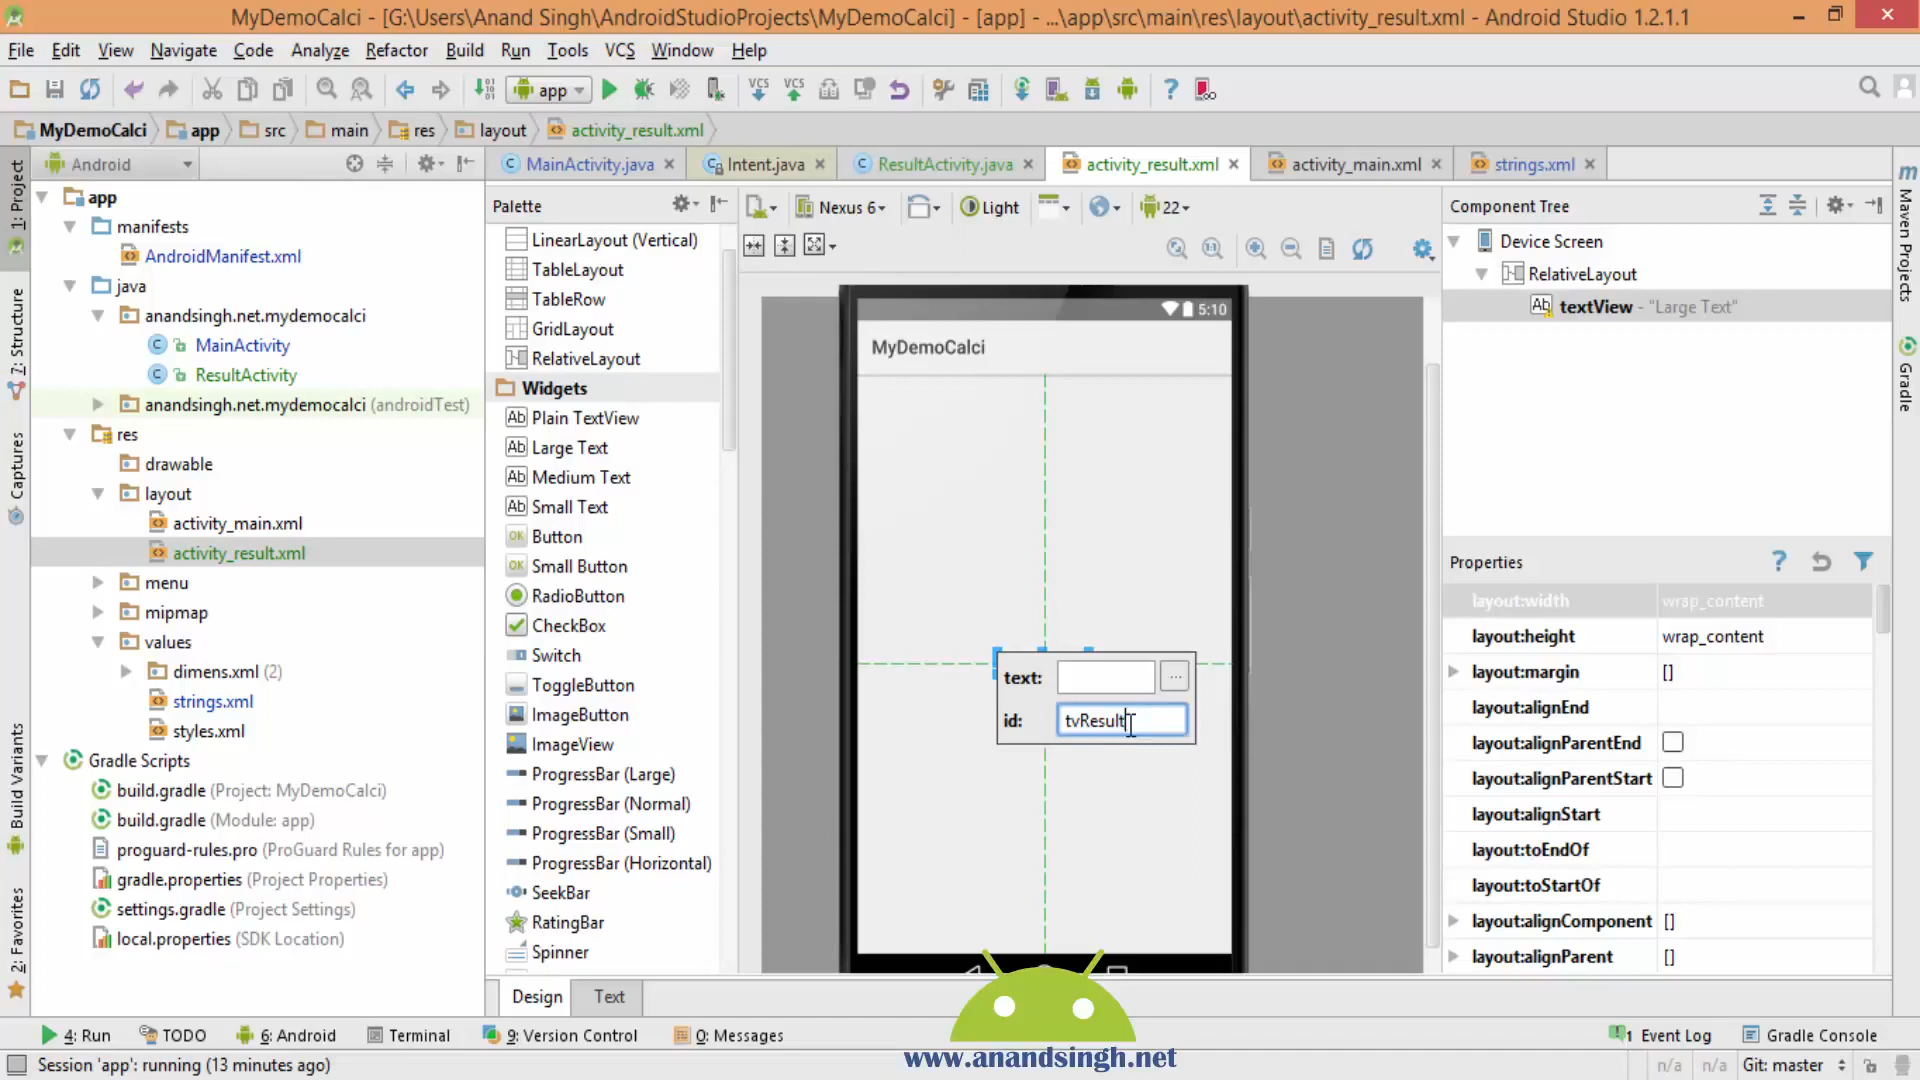 MyDemoCalci - [G:\Users\Anand Singh\AndroidStudioProjects\MyDemoCalci] - [app] - ...\app\src\main\res\layout\activity_result.xml - Android Studio 1.2.1.1
File Edit View Navigate Code Analyze Refactor Build Run Tools VCS Window Help
app VCS VCS ?
MyDemoCalci app src main res layout activity_result.xml
Android
MainActivity.java Intent.java ResultActivity.java activity_result.xml activity_main.xml strings.xml
1: Project
7: Structure
Captures
Build Variants
2: Favorites
app
manifests
AndroidManifest.xml
java
anandsingh.net.mydemocalci
MainActivity
ResultActivity
anandsingh.net.mydemocalci (androidTest)
res
drawable
layout
activity_main.xml
activity_result.xml
menu
mipmap
values
dimens.xml (2)
strings.xml
styles.xml
Gradle Scripts
build.gradle (Project: MyDemoCalci)
build.gradle (Module: app)
proguard-rules.pro (ProGuard Rules for app)
gradle.properties (Project Properties)
settings.gradle (Project Settings)
local.properties (SDK Location)
Palette
LinearLayout (Vertical)
TableLayout
TableRow
GridLayout
RelativeLayout
Widgets
Ab Plain TextView
Ab Large Text
Ab Medium Text
Ab Small Text
OK Button
OK Small Button
RadioButton
CheckBox
Switch
ToggleButton
ImageButton
ImageView
ProgressBar (Large)
ProgressBar (Normal)
ProgressBar (Small)
ProgressBar (Horizontal)
SeekBar
RatingBar
Spinner
Nexus 6 Light 22
5:10
MyDemoCalci
text: ...
id: tvResult
Design Text
Component Tree
Device Screen
RelativeLayout
Ab textView - "Large Text"
Properties ?
layout:width wrap_content
layout:height wrap_content
layout:margin []
layout:alignEnd
layout:alignParentEnd
layout:alignParentStart
layout:alignStart
layout:toEndOf
layout:toStartOf
layout:alignComponent []
layout:alignParent []
m Maven Projects
Gradle
4: Run TODO 6: Android Terminal 9: Version Control 0: Messages 1 Event Log Gradle Console
Session 'app': running (13 minutes ago) n/a n/a Git: master
www.anandsingh.net